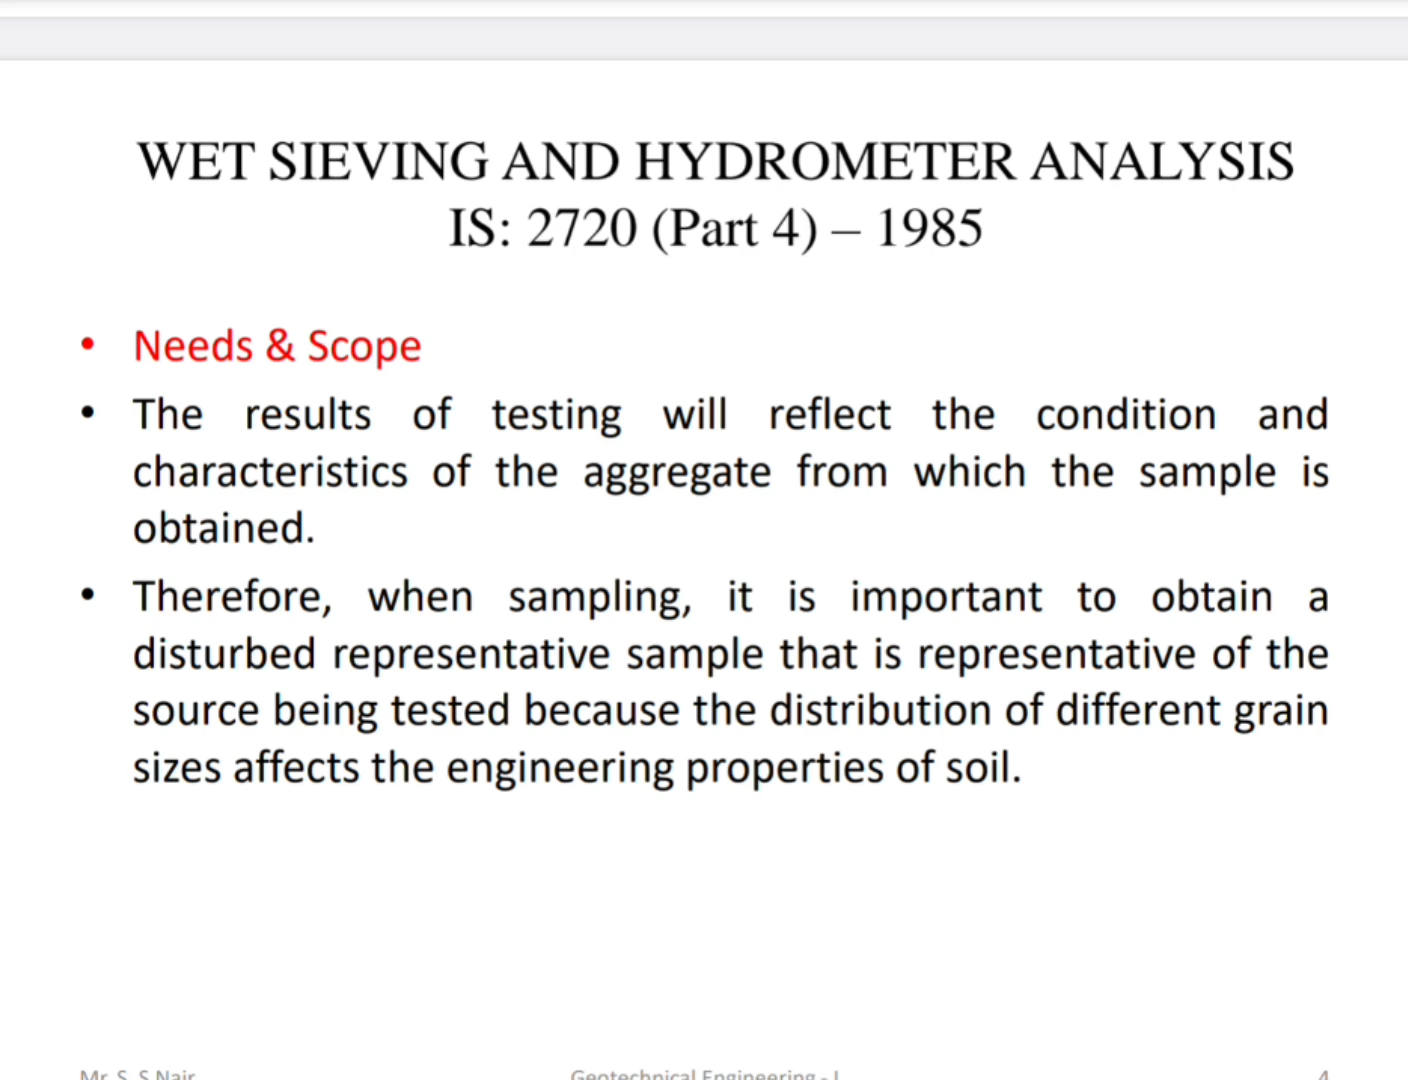 WET SIEVING AND HYDROMETER ANALYSIS
IS: 2720 (Part 4) – 1985
• Needs & Scope
• The results of testing will reflect the condition and
characteristics of the aggregate from which the sample is
obtained.
• Therefore, when sampling, it is important to obtain a
disturbed representative sample that is representative of the
source being tested because the distribution of different grain
sizes affects the engineering properties of soil.
Mr. S. S Nair
Geotechnical Engineering - I
4